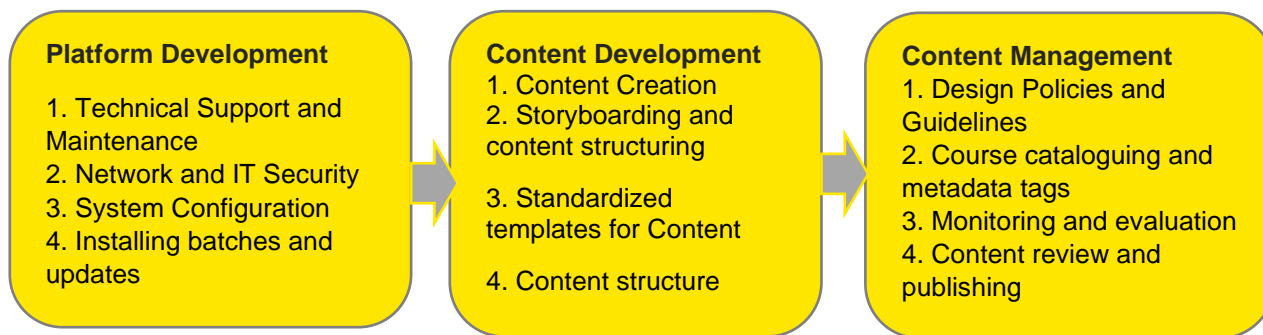 Platform Development
1. Technical Support and
Maintenance
2. Network and IT Security
3. System Configuration
4. Installing batches and
updates
Content Development
1. Content Creation
2. Storyboarding and
content structuring
3. Standardized
templates for Content
4. Content structure
Content Management
1. Design Policies and
Guidelines
2. Course cataloguing and
metadata tags
3. Monitoring and evaluation
4. Content review and
publishing